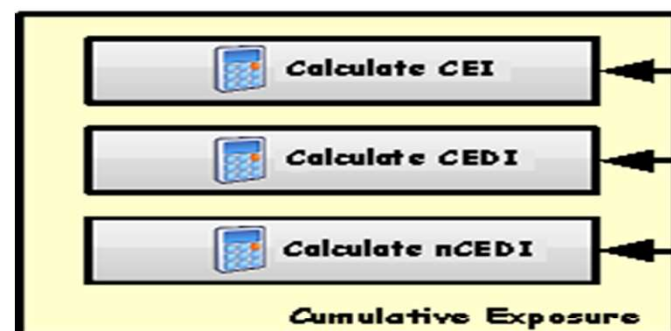 Calculate CEI
Calculate CEDI
Calculate nCEDI
Cumulative Exposure